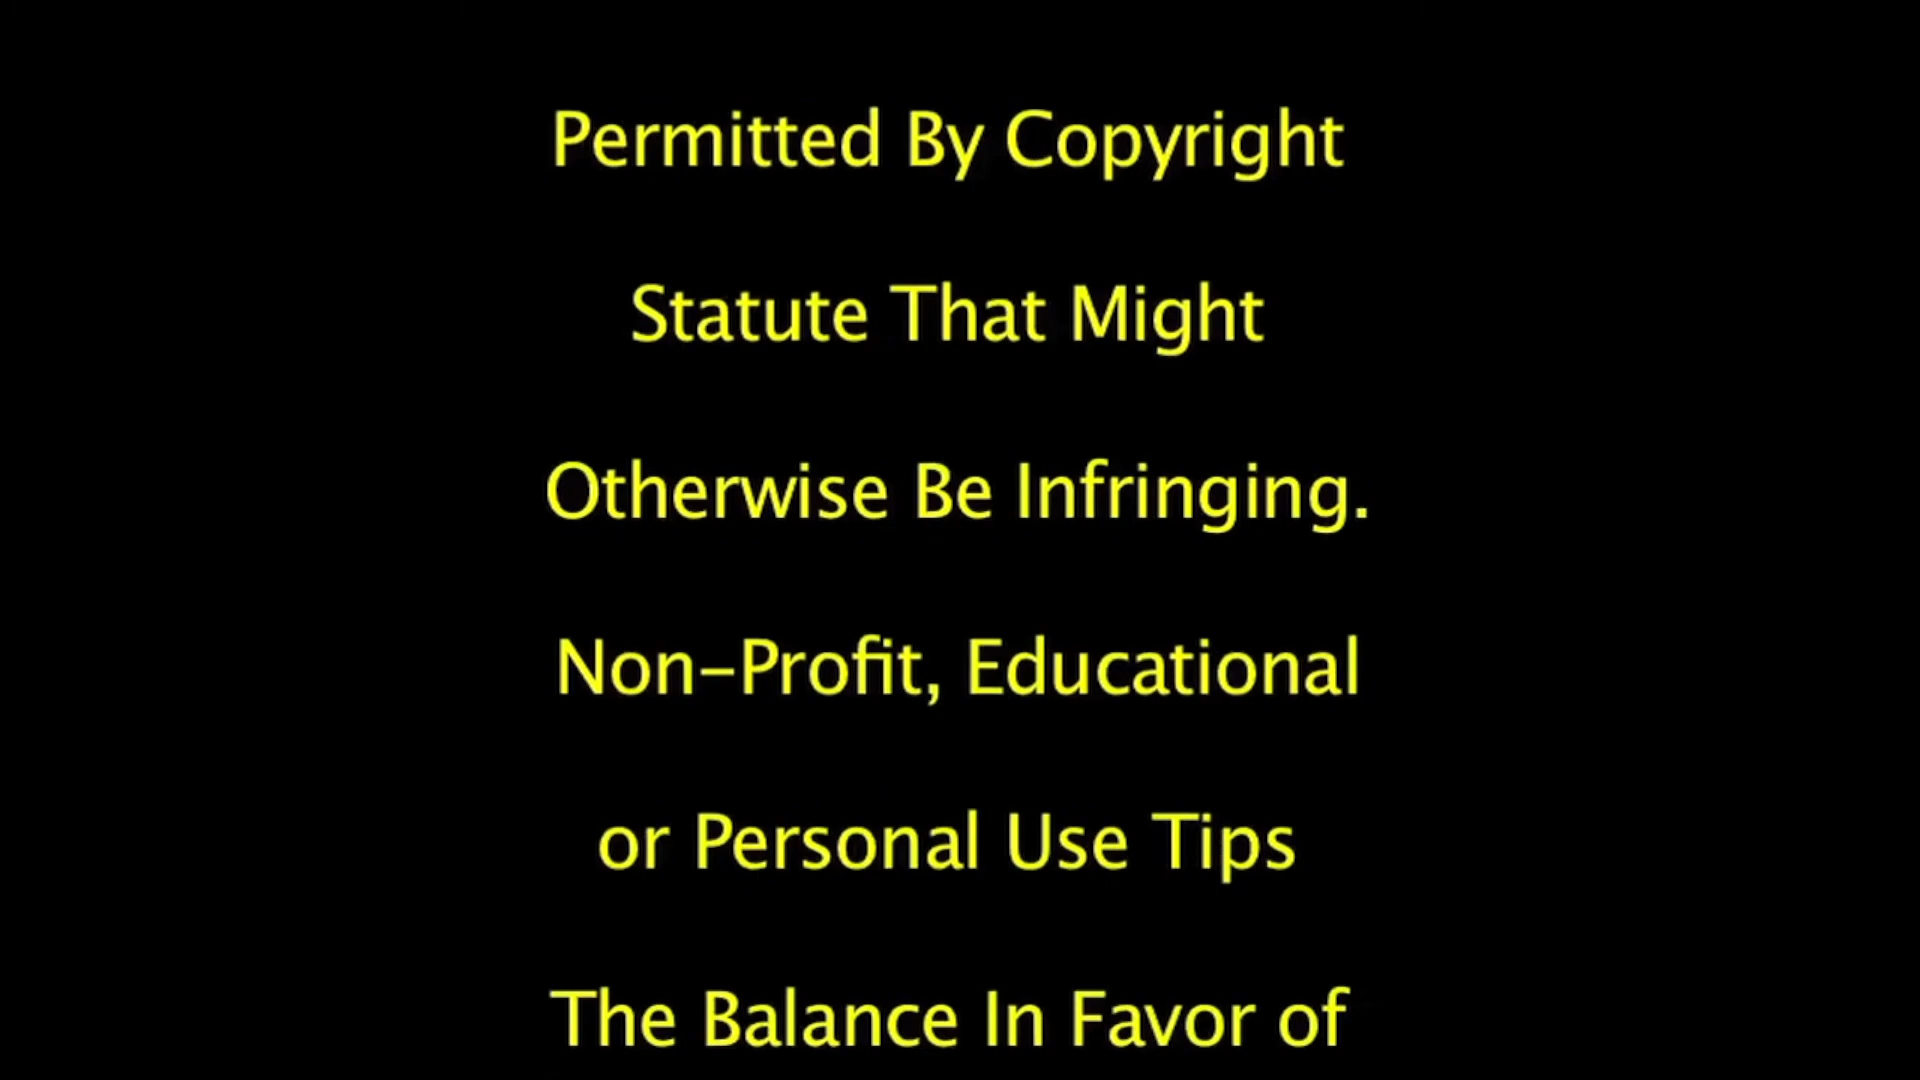 Permitted By Copyright
Statute That Might
Otherwise Be Infringing.
Non-Profit, Educational
or Personal Use Tips
The Balance In Favor of